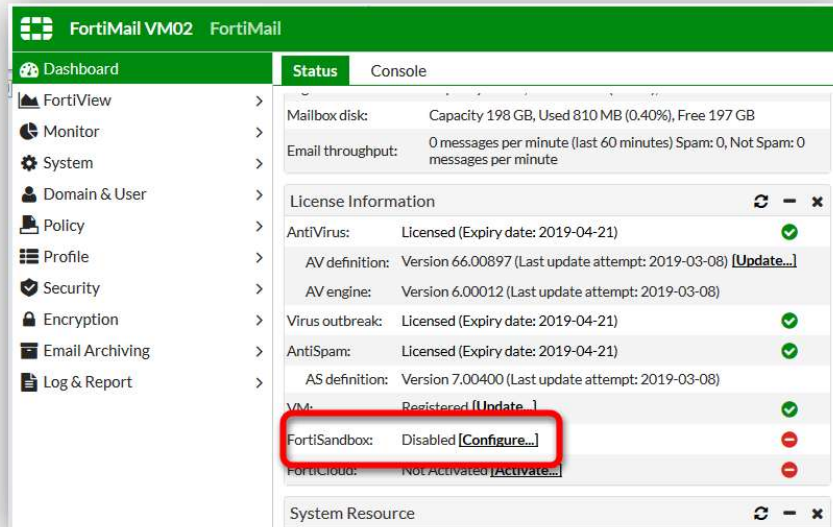 FortiMail VM02 FortiMail
Dashboard
FortiView
Monitor
System
Domain & User
Policy
Profile
Security
Encryption
Email Archiving
Log & Report
Status Console
Mailbox disk: Capacity 198 GB, Used 810 MB (0.40%), Free 197 GB
Email throughput: 0 messages per minute (last 60 minutes) Spam: 0, Not Spam: 0
messages per minute
License Information
AntiVirus: Licensed (Expiry date: 2019-04-21)
AV definition: Version 66.00897 (Last update attempt: 2019-03-08) [Update...]
AV engine: Version 6.00012 (Last update attempt: 2019-03-08)
Virus outbreak: Licensed (Expiry date: 2019-04-21)
AntiSpam: Licensed (Expiry date: 2019-04-21)
AS definition: Version 7.00400 (Last update attempt: 2019-03-08)
VM: Registered [Update...]
FortiSandbox: Disabled [Configure...]
FortiCloud: Not Activated [Activate...]
System Resource